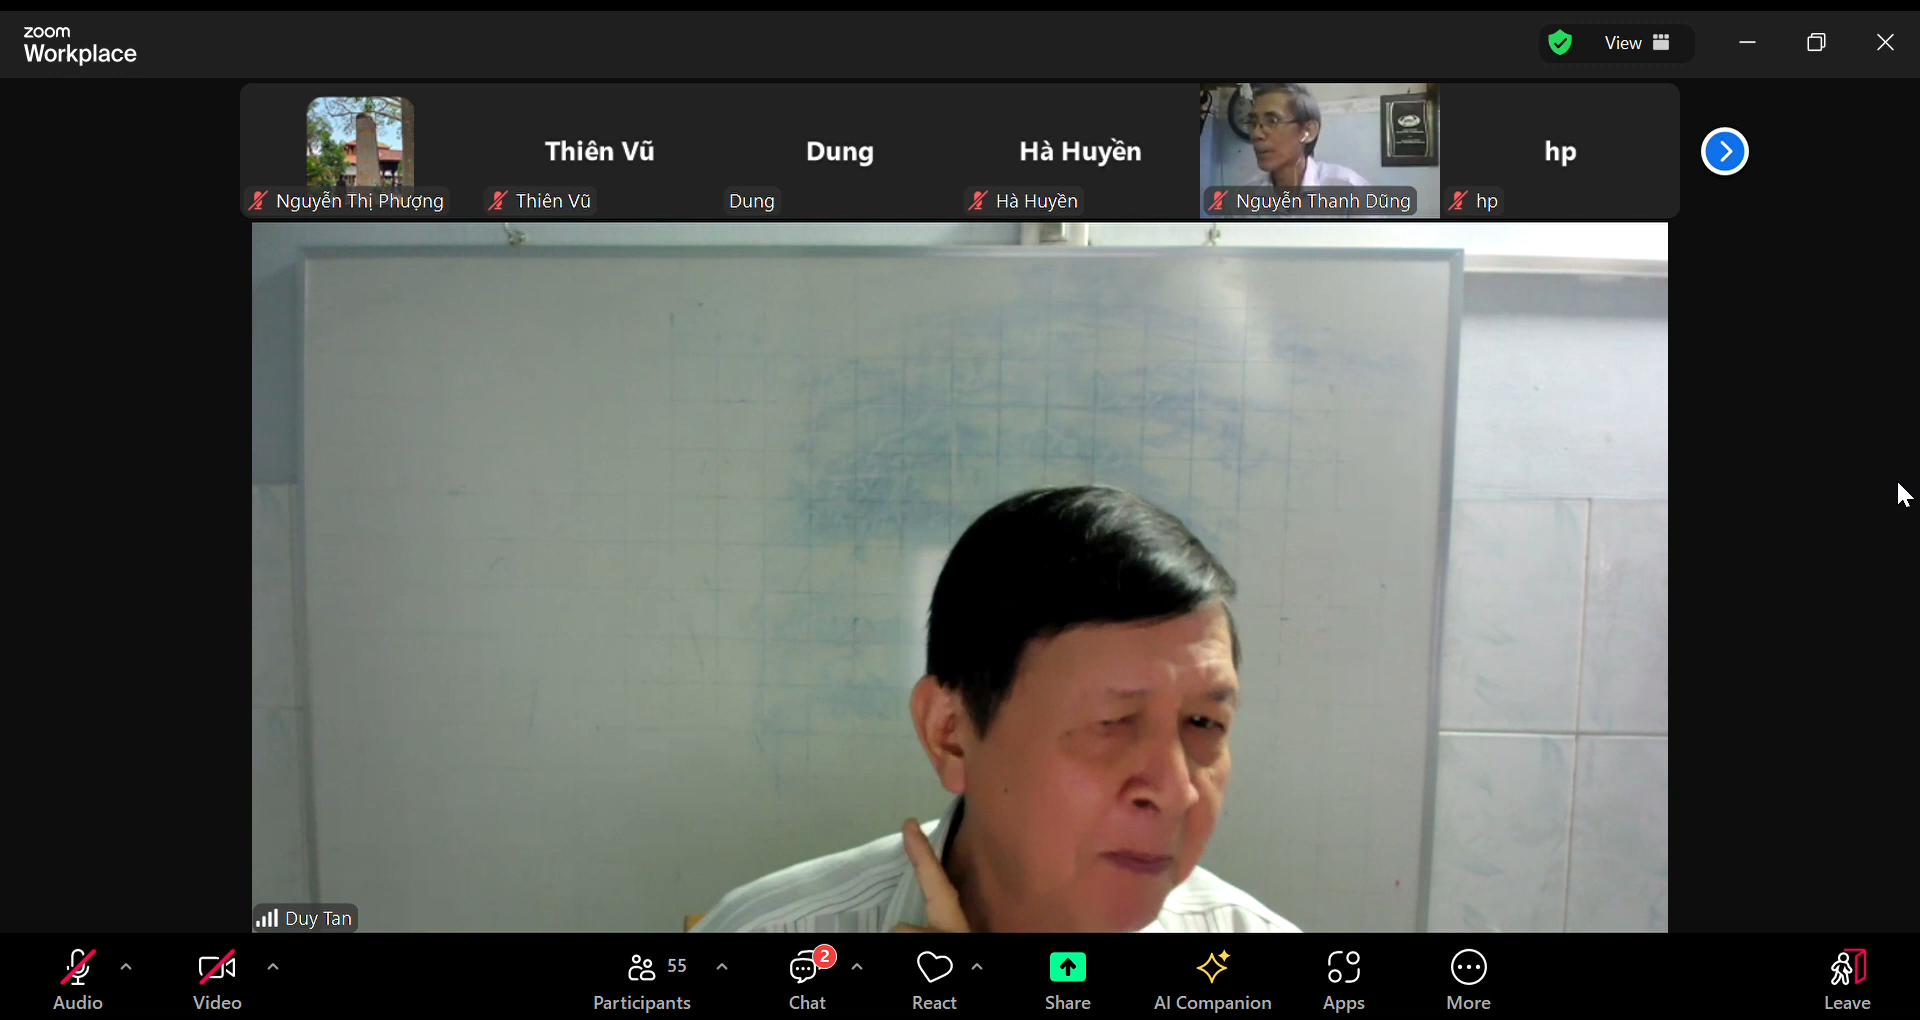 zoom
Workplace
View
Thiên Vũ
Dung
Hà Huyền
hp
Nguyễn Thị Phượng
Thiên Vũ
Dung
Hà Huyền
Nguyễn Thanh Dũng
hp
Duy Tan
Audio
Video
55
Participants
2
Chat
React
Share
AI Companion
Apps
More
Leave